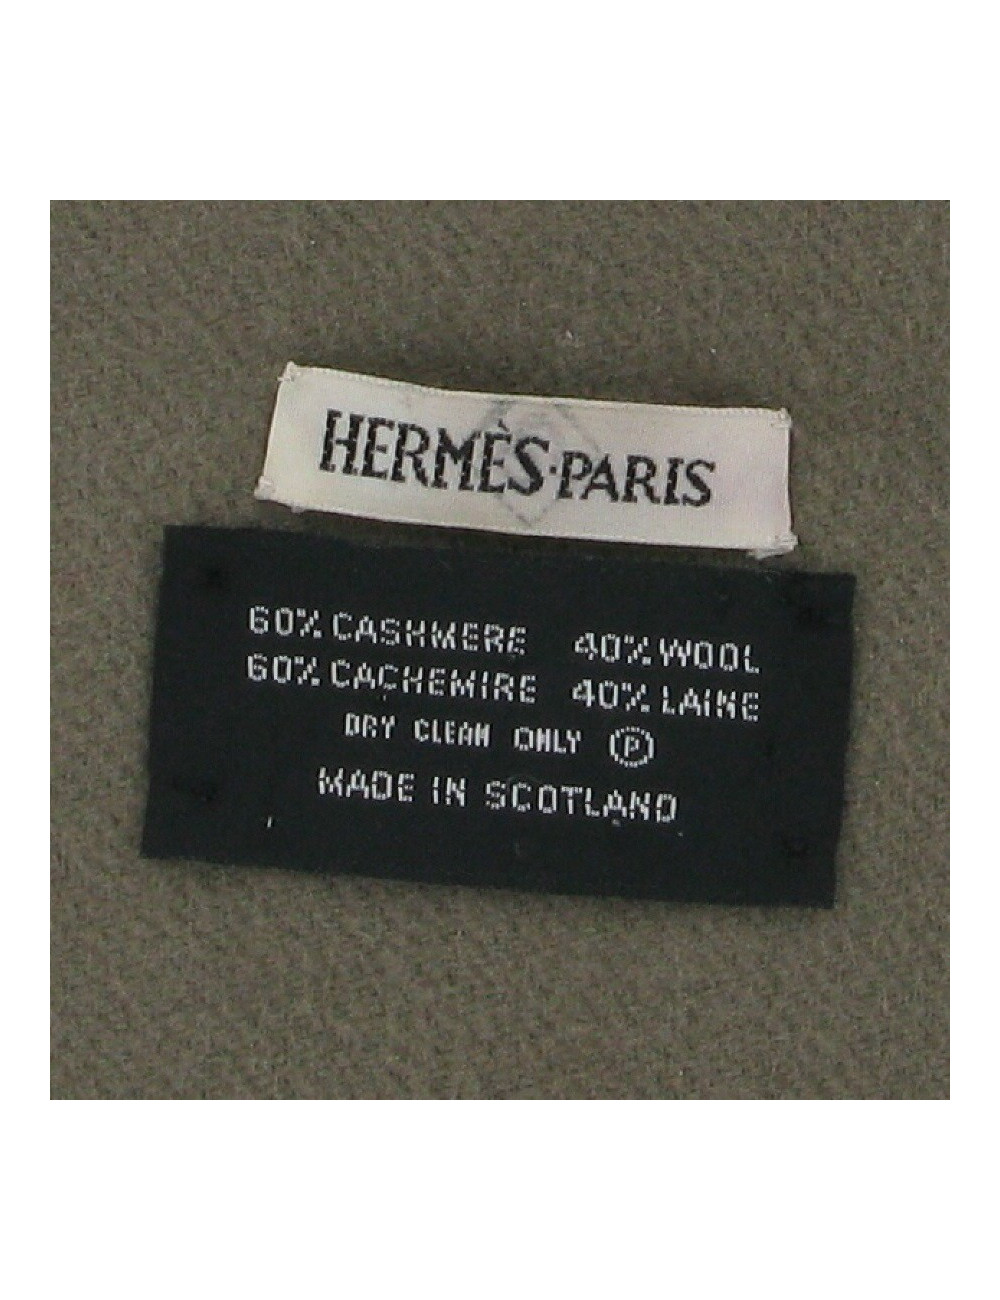 HERMÈS·PARIS
60% CASHMERE 40% WOOL
60% CACHEMIRE 40% LAINE
DRY CLEAN ONLY Ⓟ
MADE IN SCOTLAND